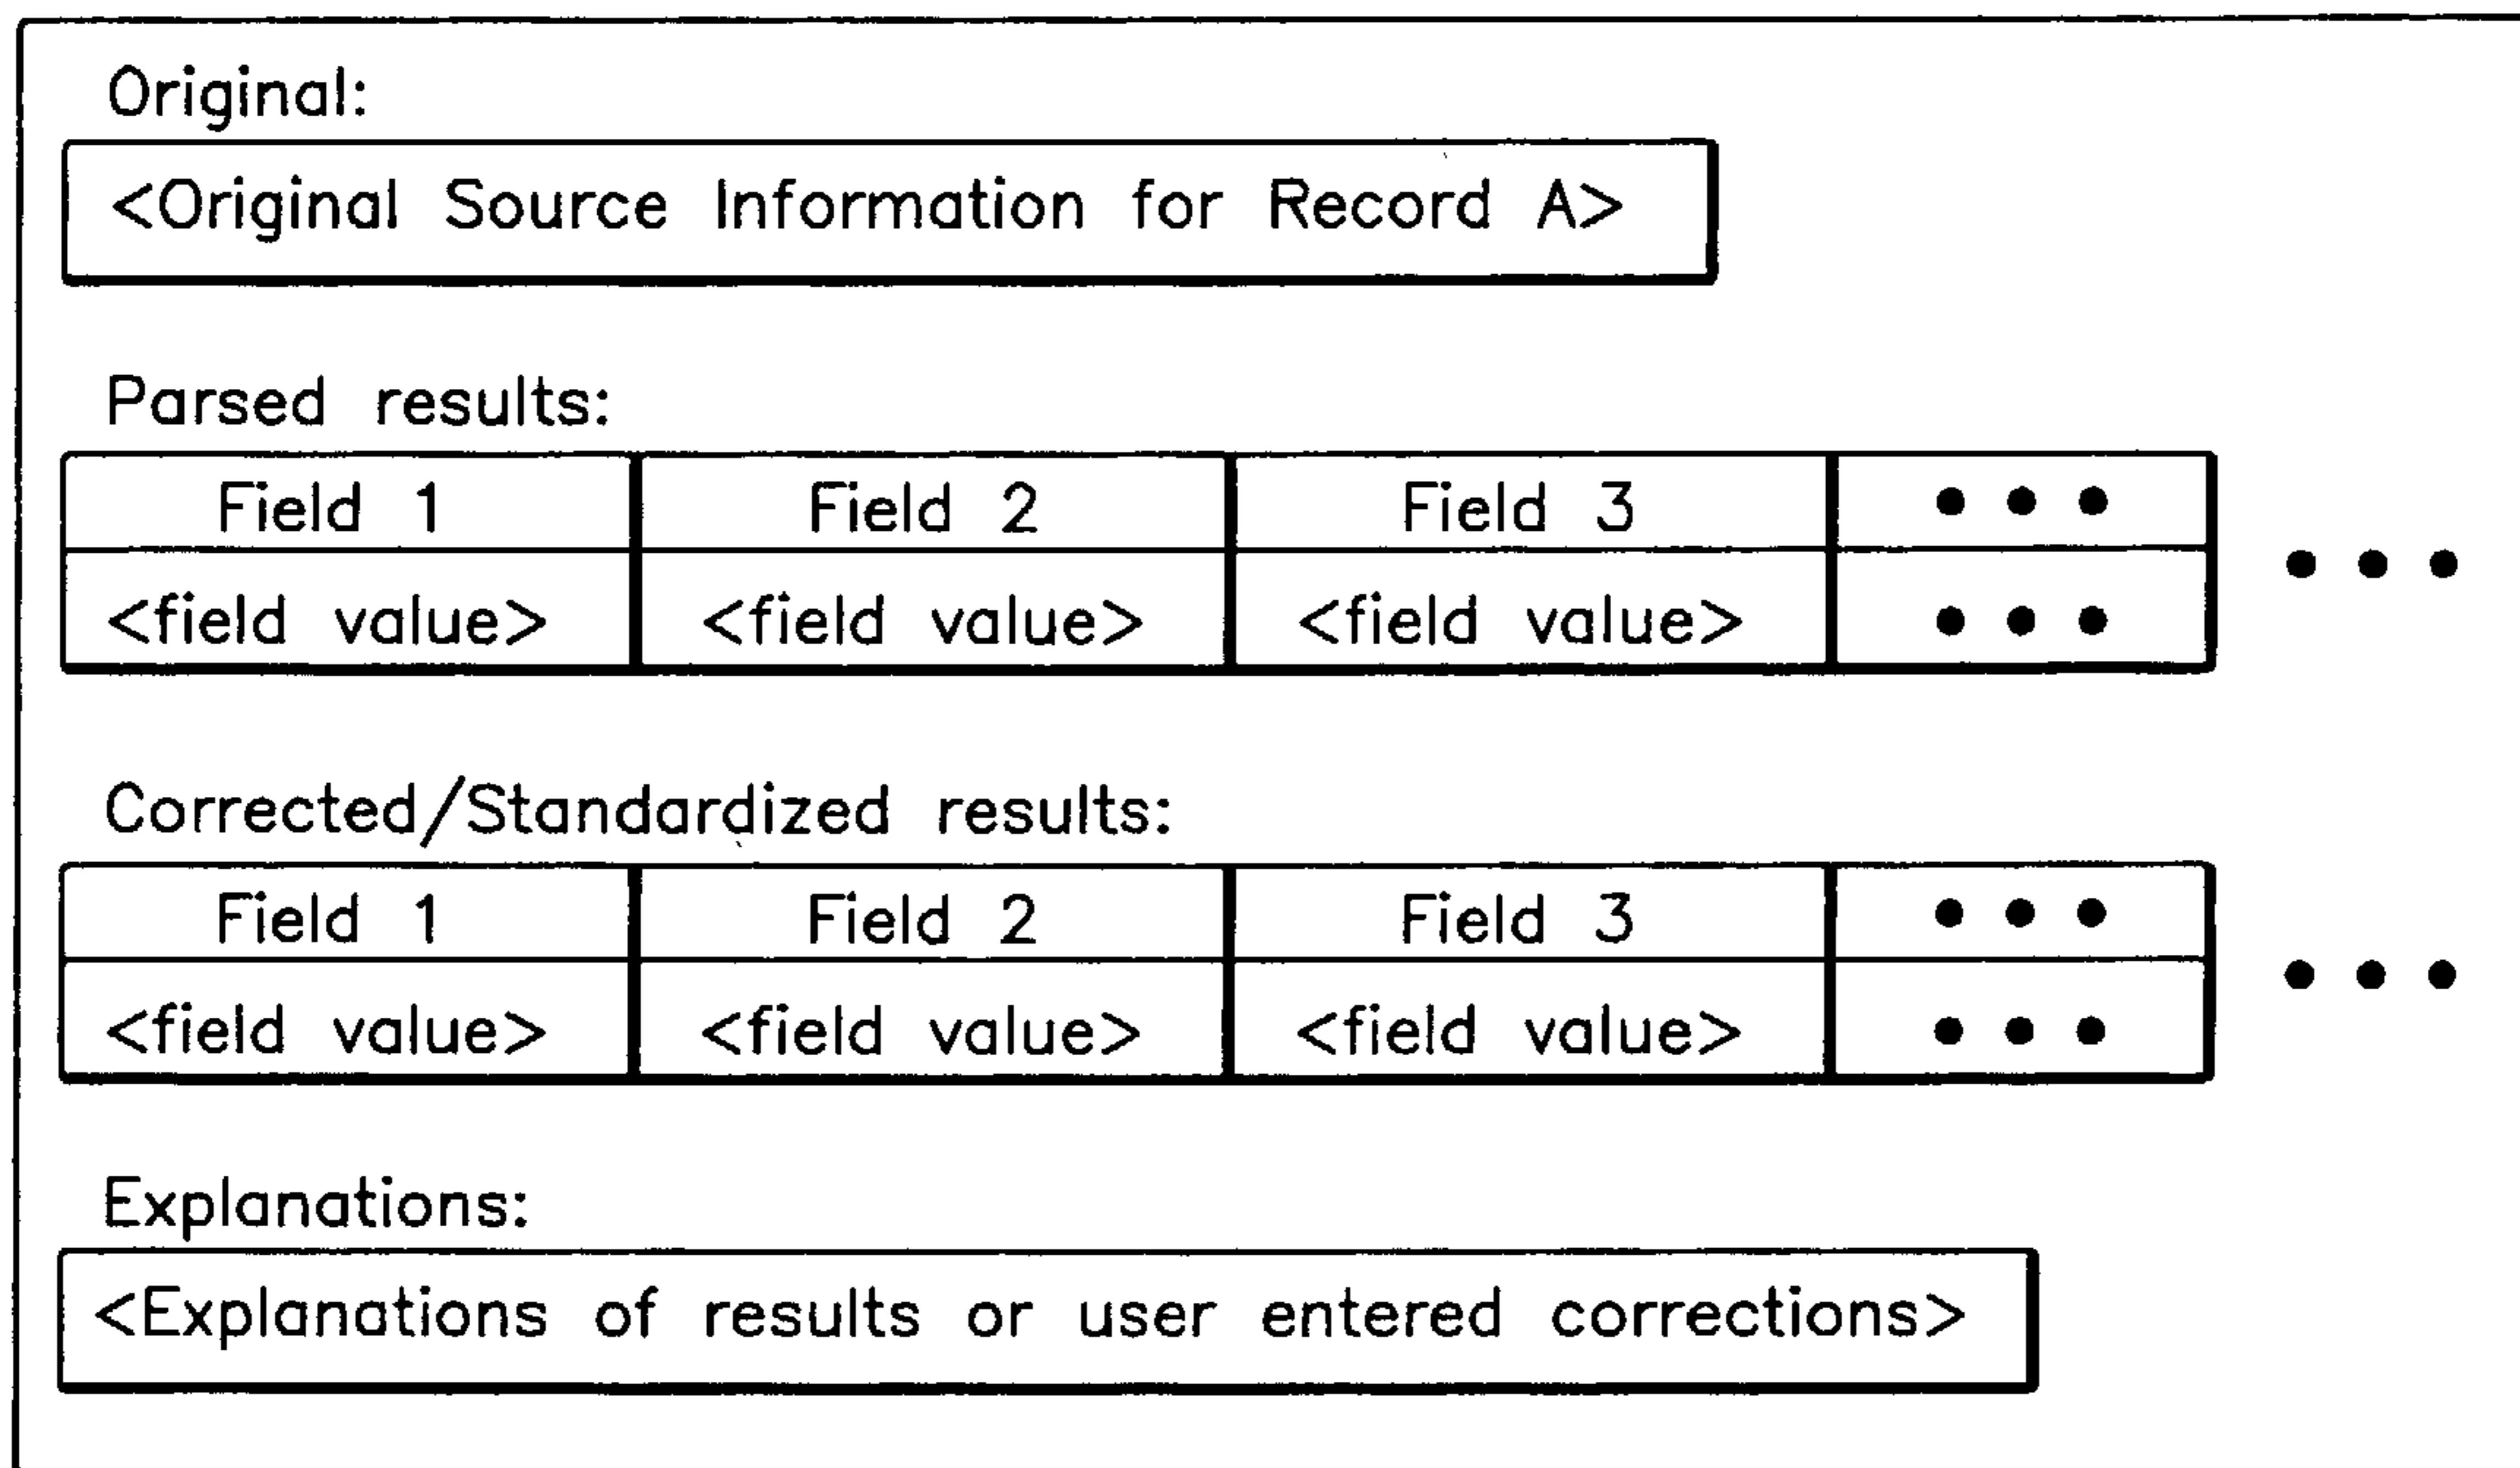 Original:
<Original Source Information for Record A>
Parsed results:
Field 1 Field 2 Field 3 • • •
<field value> <field value> <field value> • • •
• • •
Corrected/Standardized results:
Field 1 Field 2 Field 3 • • •
<field value> <field value> <field value> • • •
• • •
Explanations:
<Explanations of results or user entered corrections>